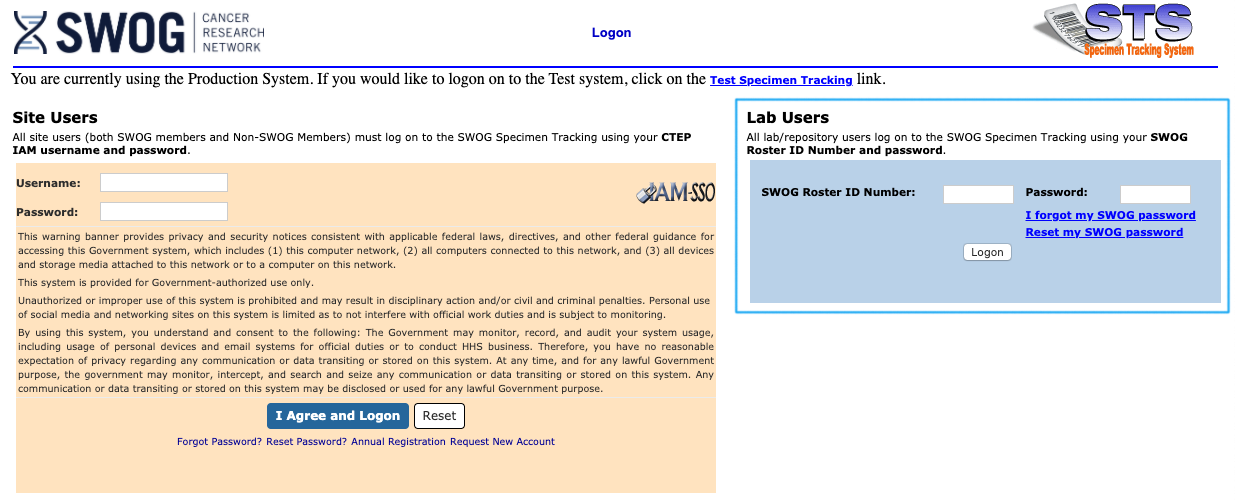 SWOG
CANCER
RESEARCH
NETWORK
Logon
STS
Specimen Tracking System
You are currently using the Production System. If you would like to logon on to the Test system, click on the Test Specimen Tracking link.
Site Users
All site users (both SWOG members and Non-SWOG Members) must log on to the SWOG Specimen Tracking using your CTEP
IAM username and password.
Username:
Password:
IAM-SSO
This warning banner provides privacy and security notices consistent with applicable federal laws, directives, and other federal guidance for
accessing this Government system, which includes (1) this computer network, (2) all computers connected to this network, and (3) all devices
and storage media attached to this network or to a computer on this network.
This system is provided for Government-authorized use only.
Unauthorized or improper use of this system is prohibited and may result in disciplinary action and/or civil and criminal penalties. Personal use
of social media and networking sites on this system is limited as to not interfere with official work duties and is subject to monitoring.
By using this system, you understand and consent to the following: The Government may monitor, record, and audit your system usage,
including usage of personal devices and email systems for official duties or to conduct HHS business. Therefore, you have no reasonable
expectation of privacy regarding any communication or data transiting or stored on this system. At any time, and for any lawful Government
purpose, the government may monitor, intercept, and search and seize any communication or data transiting or stored on this system. Any
communication or data transiting or stored on this system may be disclosed or used for any lawful Government purpose.
I Agree and Logon Reset
Forgot Password? Reset Password? Annual Registration Request New Account
Lab Users
All lab/repository users log on to the SWOG Specimen Tracking using your SWOG
Roster ID Number and password.
SWOG Roster ID Number: Password:
I forgot my SWOG password
Reset my SWOG password
Logon